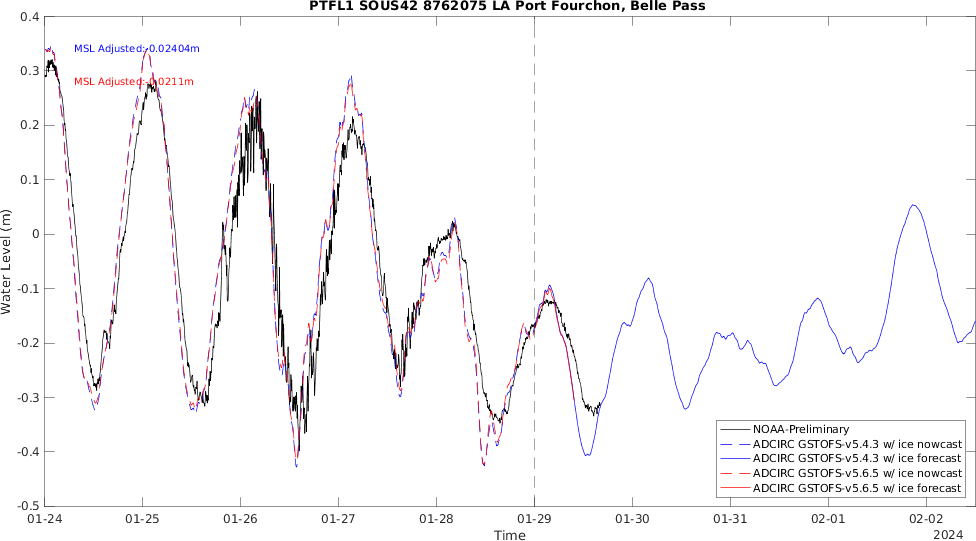 PTFL1 SOUS42 8762075 LA Port Fourchon, Belle Pass
0.4
MSL Adjusted:-0.02404m
0.3
MSL Adjusted:-0.0211m
0.2
0.1
0
-0.1
-0.2
-0.3
-0.4
-0.5
Water Level (m)
NOAA-Preliminary
ADCIRC GSTOFS-v5.4.3 w/ ice nowcast
ADCIRC GSTOFS-v5.4.3 w/ ice forecast
ADCIRC GSTOFS-v5.6.5 w/ ice nowcast
ADCIRC GSTOFS-v5.6.5 w/ ice forecast
01-24 01-25 01-26 01-27 01-28 01-29 01-30 01-31 02-01 02-02
Time
2024